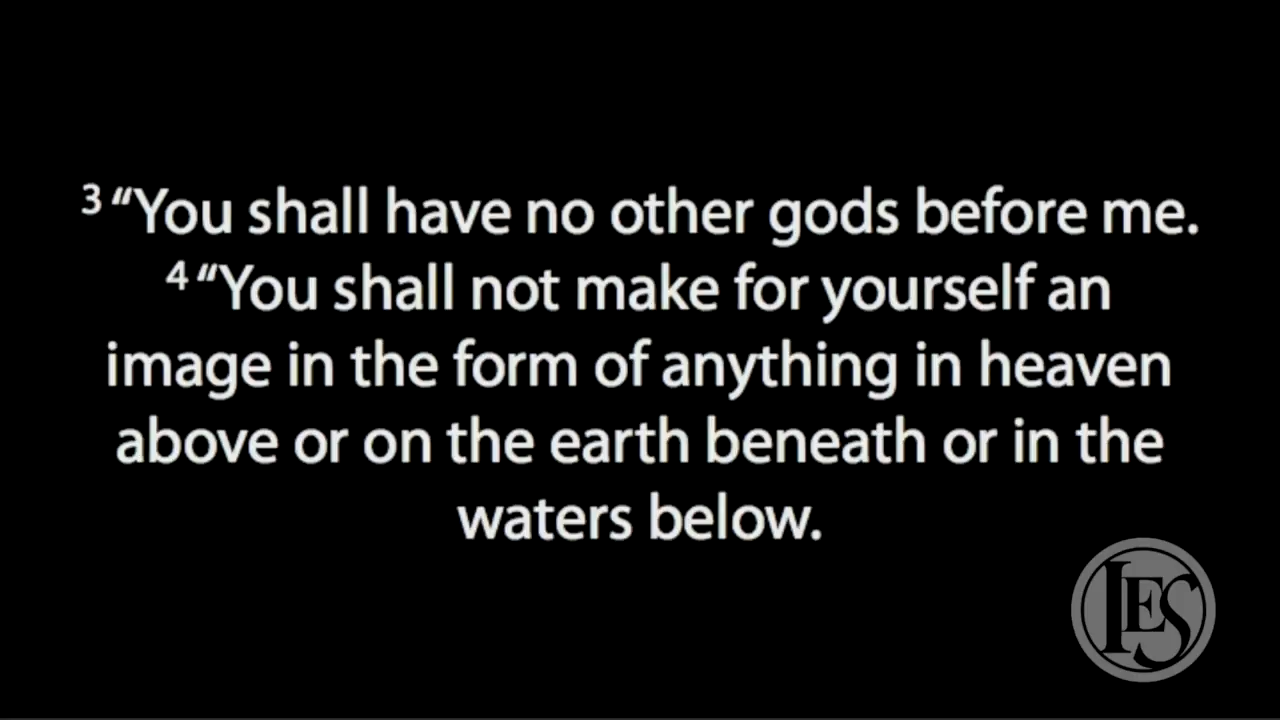 ³ “You shall have no other gods before me.
⁴ “You shall not make for yourself an
image in the form of anything in heaven
above or on the earth beneath or in the
waters below.
LES